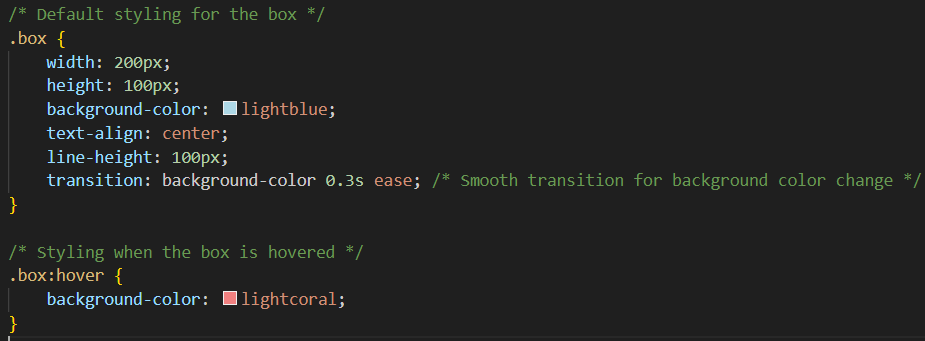 /* Default styling for the box */
.box {
    width: 200px;
    height: 100px;
    background-color: lightblue;
    text-align: center;
    line-height: 100px;
    transition: background-color 0.3s ease; /* Smooth transition for background color change */
}

/* Styling when the box is hovered */
.box:hover {
    background-color: lightcoral;
}